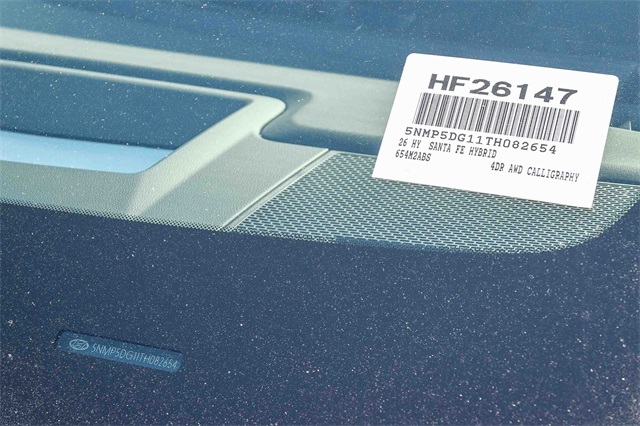 HF26147
5NMP5DG11TH082654
26 HY SANTA FE HYBRID
654M2ABS
4DR AWD CALLIGRAPHY
5NMP5DG11TH082654